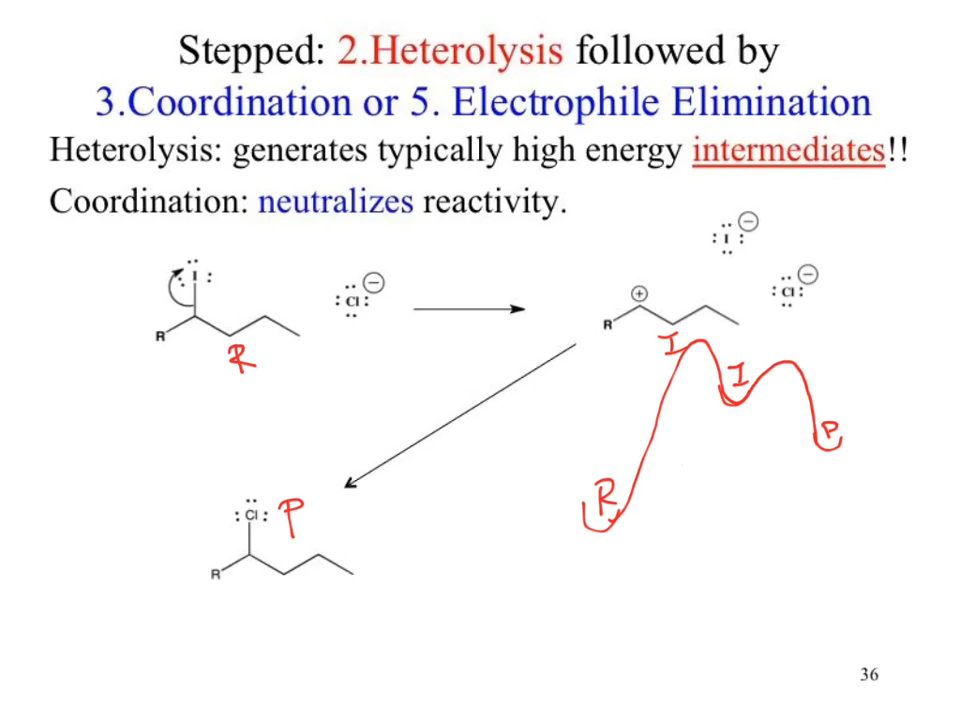 Stepped: 2.Heterolysis followed by
3.Coordination or 5. Electrophile Elimination
Heterolysis: generates typically high energy intermediates!!
Coordination: neutralizes reactivity.
:I: ⊖
:I: :Cl: ⊖ ⊕ :Cl: ⊖
R R
R I I
P
R
:Cl: P
R
36